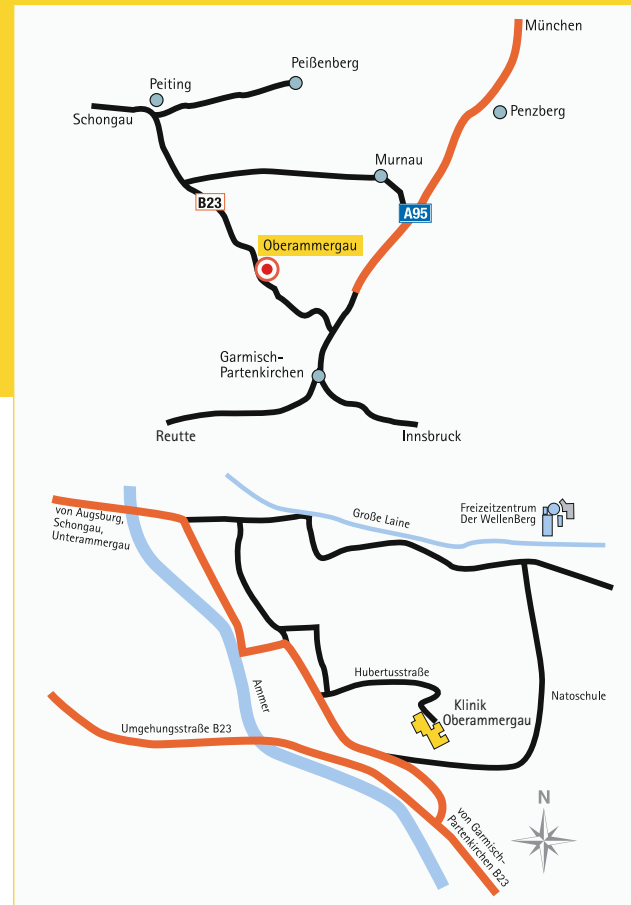 München
Peißenberg
Peiting
Penzberg
Schongau
Murnau
B23
A95
Oberammergau
Garmisch-
Partenkirchen
Reutte
Innsbruck
von Augsburg,
Schongau,
Unterammergau
Große Laine
Freizeitzentrum
Der WellenBerg
Hubertusstraße
Ammer
Klinik
Oberammergau
Natoschule
Umgehungsstraße B23
von Garmisch-
Partenkirchen B23
N